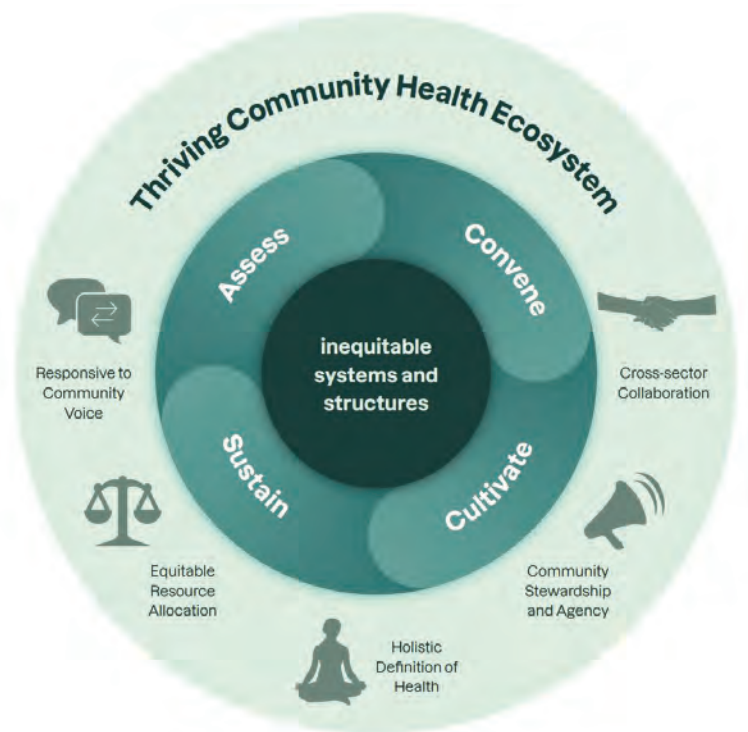 Thriving Community Health Ecosystem
Assess
Convene
inequitable
systems and
structures
Sustain
Cultivate
Responsive to
Community
Voice
Cross-sector
Collaboration
Equitable
Resource
Allocation
Community
Stewardship
and Agency
Holistic
Definition of
Health